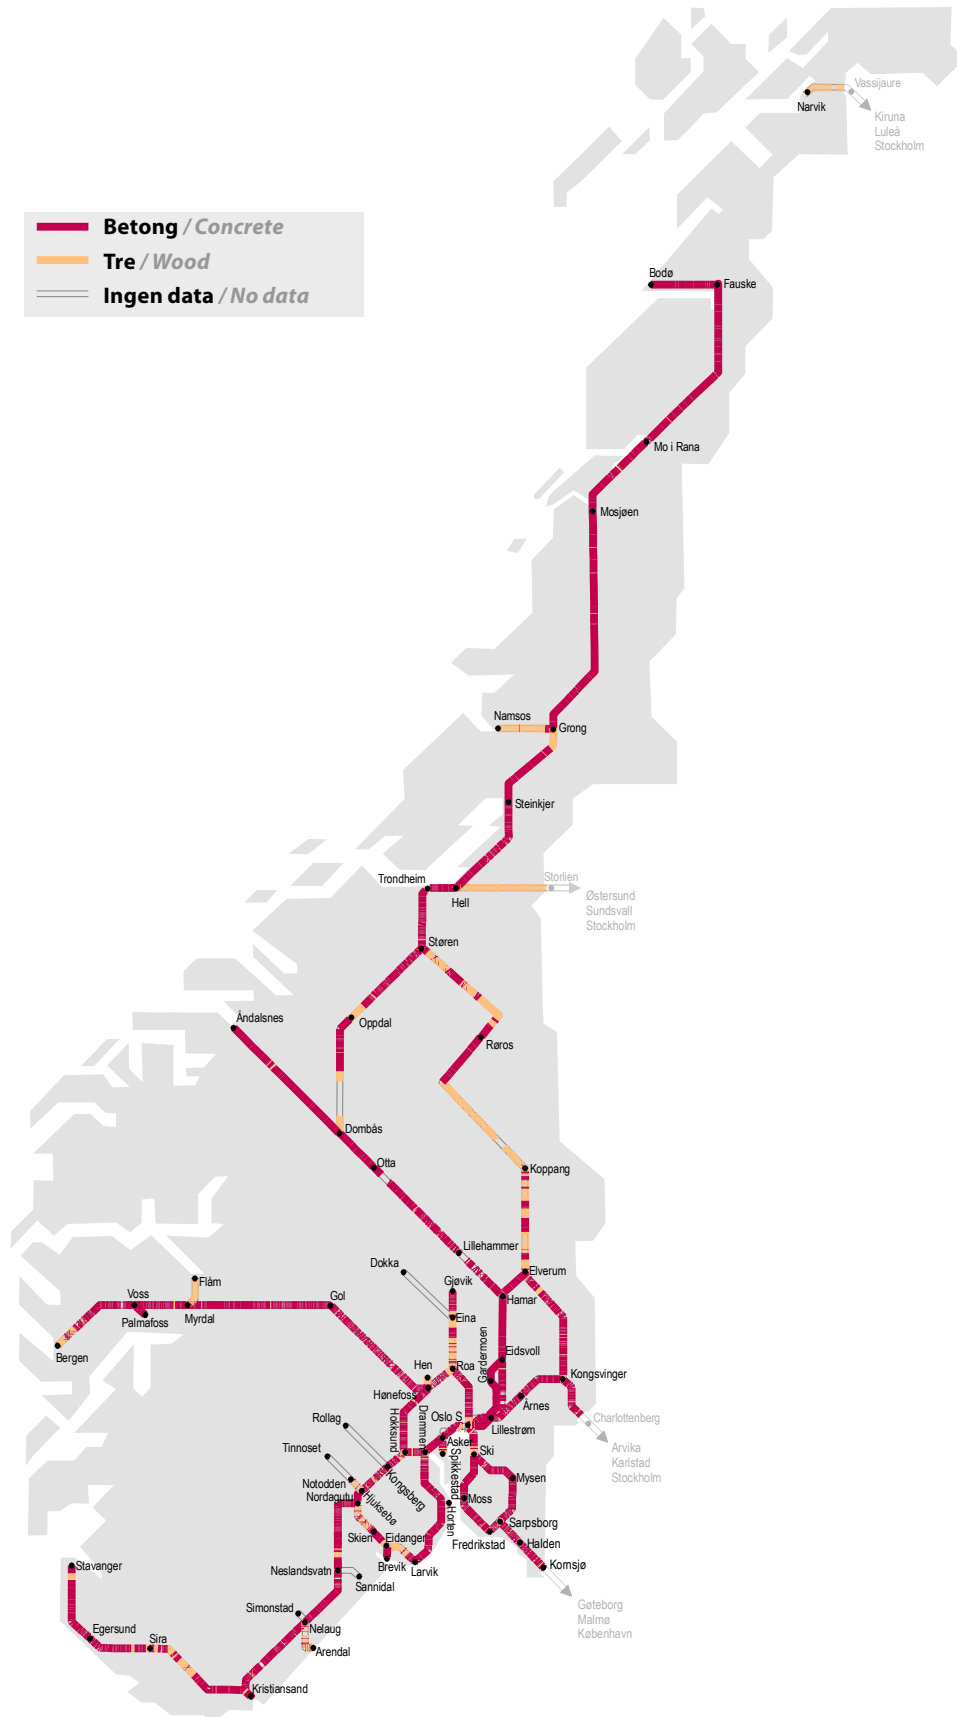 Vassijaure
Narvik
Kiruna
Luleå
Stockholm
Betong / Concrete
Tre / Wood
Ingen data / No data
Bodø
Fauske
Mo i Rana
Mosjøen
Namsos
Grong
Steinkjer
Trondheim
Storlien
Hell
Østersund
Sundsvall
Stockholm
Støren
Åndalsnes
Oppdal
Røros
Dombås
Otta
Koppang
Lillehammer
Dokka
Elverum
Flåm
Gjøvik
Voss
Gol
Hamar
Palmafoss
Myrdal
Eina
Gardermoen
Bergen
Eidsvoll
Hen
Roa
Kongsvinger
Hønefoss
Årnes
Rollag
Hokksund
Drammen
Oslo S
Lillestrøm
Charlottenberg
Asker
Spikkestad
Ski
Arvika
Karlstad
Stockholm
Tinnoset
Kongsberg
Mysen
Notodden
Nordagutu
Hjuksebø
Moss
Horten
Sarpsborg
Skien
Eidanger
Fredrikstad
Halden
Stavanger
Brevik
Larvik
Kornsjø
Neslandsvatn
Sannidal
Simonstad
Gøteborg
Malmø
København
Egersund
Sira
Nelaug
Arendal
Kristiansand